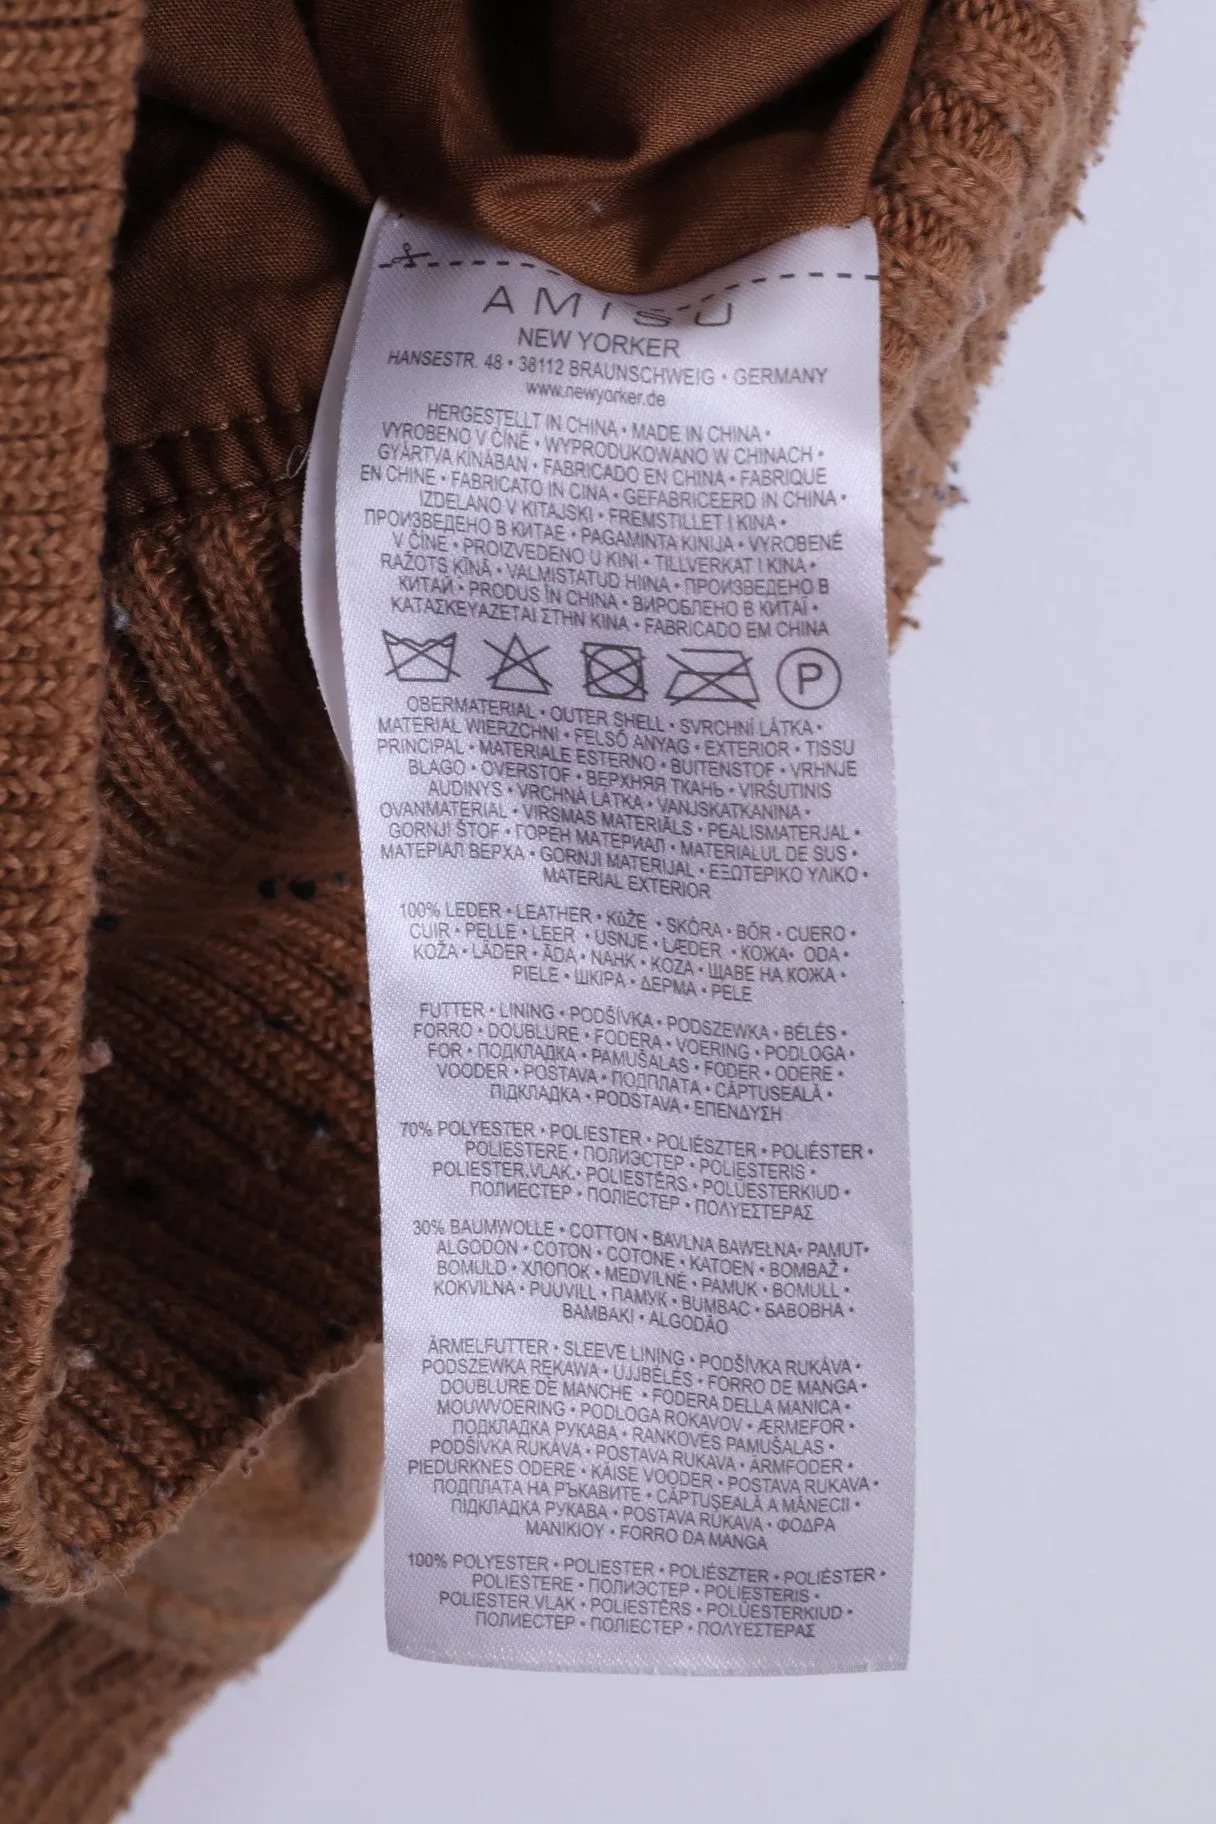 AMISU
NEW YORKER
HANSESTR. 48 • 38112 BRAUNSCHWEIG • GERMANY
www.newyorker.de
HERGESTELLT IN CHINA • MADE IN CHINA •
VYROBENO V ČÍNĚ • WYPRODUKOWANO W CHINACH •
GYÁRTVA KÍNÁBAN • FABRICADO EN CHINA • FABRIQUE
EN CHINE • FABRICATO IN CINA • GEFABRICEERD IN CHINA •
IZDELANO V KITAJSKI • FREMSTILLET I KINA •
ПРОИЗВЕДЕНО В КИТАЕ • PAGAMINTA KINIJA • VYROBENÉ
V ČÍNE • PROIZVEDENO U KINI • TILLVERKAT I KINA •
RAŽOTS ĶĪNĀ • VALMISTATUD HIINA • ПРОИЗВЕДЕНО В
КИТАЙ • PRODUS ÎN CHINA • ВИРОБЛЕНО В КИТАЇ •
ΚΑΤΑΣΚΕΥΑΖΕΤΑΙ ΣΤΗΝ ΚΙΝΑ • FABRICADO EM CHINA
P
OBERMATERIAL • OUTER SHELL • SVRCHNÍ LÁTKA •
MATERIAL WIERZCHNI • FELSŐ ANYAG • EXTERIOR • TISSU
PRINCIPAL • MATERIALE ESTERNO • BUITENSTOF • VRHNJE
BLAGO • OVERSTOF • ВЕРХНЯЯ ТКАНЬ • VIRŠUTINIS
AUDINYS • VRCHNÁ LÁTKA • VANJSKATKANINA •
OVANMATERIAL • VIRSMAS MATERIĀLS • PEALISMATERJAL •
GORNJI ŠTOF • ГОРЕН МАТЕРИАЛ • MATERIALUL DE SUS •
МАТЕРІАЛ ВЕРХА • GORNJI MATERIJAL • ΕΞΩΤΕΡΙΚΟ ΥΛΙΚΟ •
MATERIAL EXTERIOR
100% LEDER • LEATHER • KůŽE • SKÓRA • BŐR • CUERO •
CUIR • PELLE • LEER • USNJE • LÆDER • КОЖА • ODA •
KOŽA • LÄDER • ĀDA • NAHK • KOZA • ЩАВЕ НА КОЖА •
PIELE • ШКІРА • ΔΕΡΜΑ • PELE
FUTTER • LINING • PODŠÍVKA • PODSZEWKA • BÉLÉS •
FORRO • DOUBLURE • FODERA • VOERING • PODLOGA •
FOR • ПОДКЛАДКА • PAMUŠALAS • FODER • ODERE •
VOODER • POSTAVA • ПОДПЛАТА • CĂPTUSEALĂ •
ПІДКЛАДКА • PODSTAVA • ΕΠΕΝΔΥΣΗ
70% POLYESTER • POLIESTER • POLIÉSZTER • POLIÉSTER •
POLIESTERE • ПОЛИЭСТЕР • POLIESTERIS •
POLIESTER.VLAK.• POLIESTĒRS • POLÜESTERKIUD •
ПОЛИЕСТЕР • ПОЛІЕСТЕР • ΠΟΛΥΕΣΤΕΡΑΣ
30% BAUMWOLLE • COTTON • BAVLNA BAWEŁNA• PAMUT•
ALGODÓN • COTON • COTONE • KATOEN • BOMBAŽ •
BOMULD • ХЛОПОК • MEDVILNĖ • PAMUK • BOMULL •
KOKVILNA • PUUVILL • ПАМУК • BUMBAC • БАВОВНА •
BAMBAKI • ALGODÃO
ÄRMELFUTTER • SLEEVE LINING • PODŠÍVKA RUKÁVA •
PODSZEWKA RĘKAWA • UJJBÉLÉS • FORRO DE MANGA •
DOUBLURE DE MANCHE • FODERA DELLA MANICA •
MOUWVOERING • PODLOGA ROKAVOV • ÆRMEFOR •
ПОДКЛАДКА РУКАВА • RANKOVĖS PAMUŠALAS •
PODŠÍVKA RUKÁVA • POSTAVA RUKAVA • ÄRMFODER •
PIEDURKNES ODERE • KÄISE VOODER • POSTAVA RUKAVA •
ПОДПЛАТА НА РЪКАВИТЕ • CĂPTUŞEALĂ A MÂNECII •
ПІДКЛАДКА РУКАВА • POSTAVA RUKAVA • ΦΟΔΡΑ
ΜΑΝΙΚΙΟΥ • FORRO DA MANGA
100% POLYESTER • POLIESTER • POLIÉSZTER • POLIÉSTER •
POLIESTERE • ПОЛИЭСТЕР • POLIESTERIS •
POLIESTER.VLAK • POLIESTĒRS • POLÜESTERKIUD •
ПОЛИЕСТЕР • ПОЛІЕСТЕР • ΠΟΛΥΕΣΤΕΡΑΣ